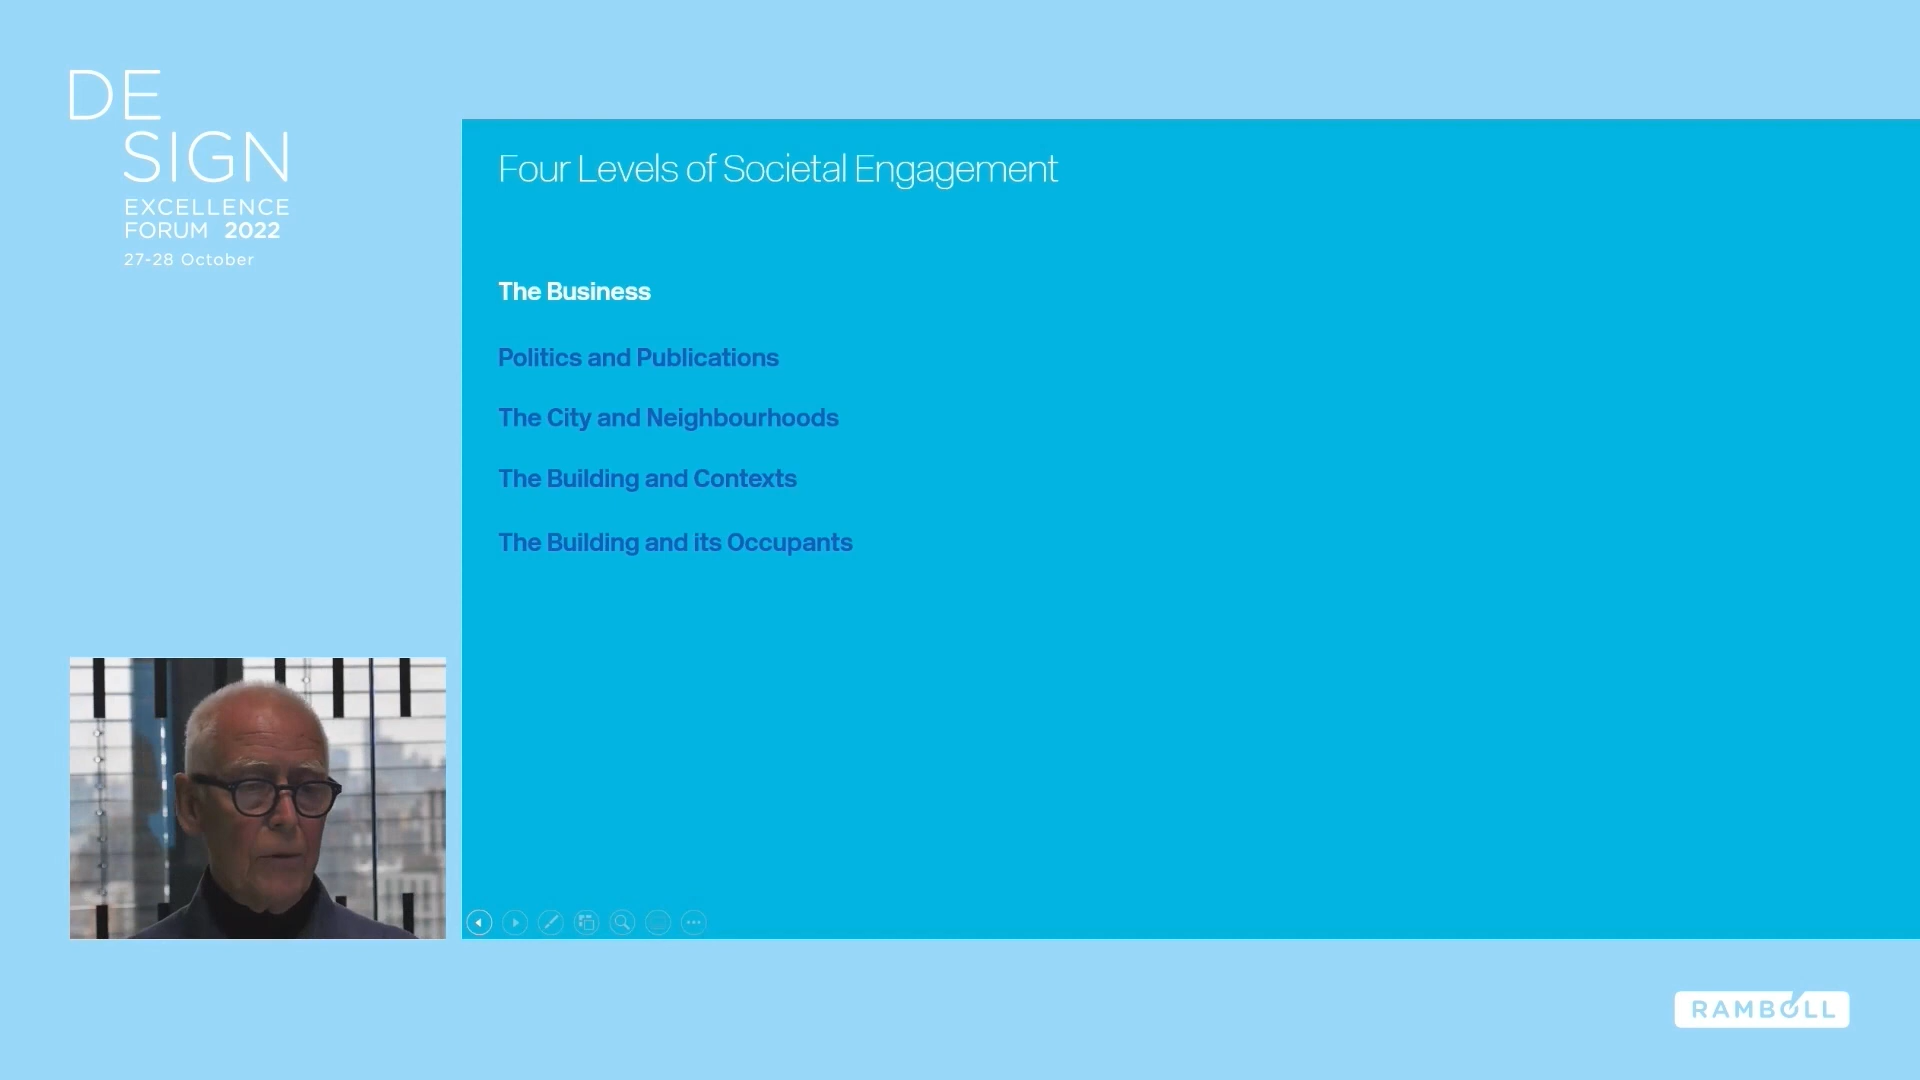 DE
SIGN
EXCELLENCE
FORUM 2022
27-28 October
Four Levels of Societal Engagement
The Business
Politics and Publications
The City and Neighbourhoods
The Building and Contexts
The Building and its Occupants
RAMBOLL